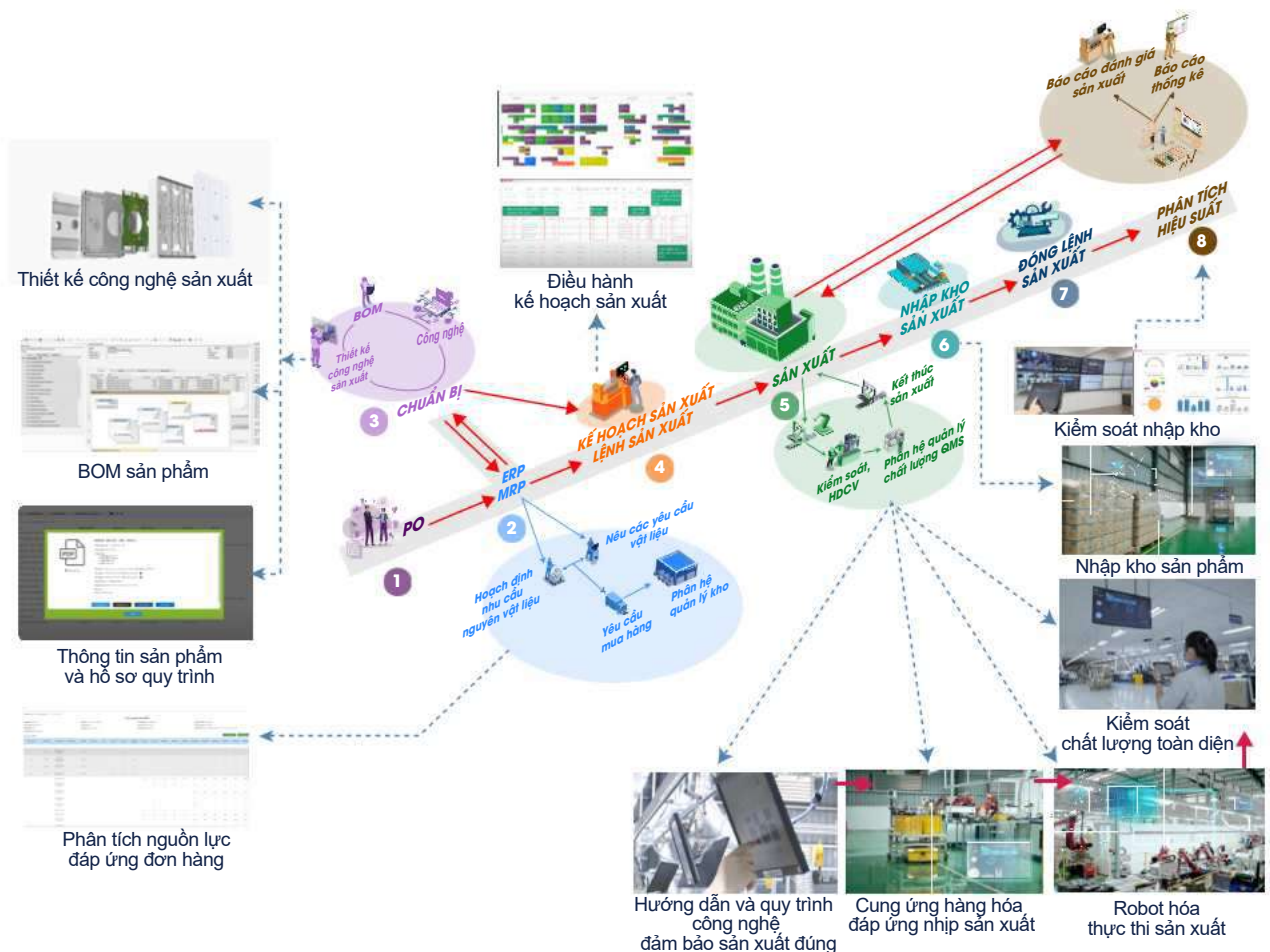 Báo cáo đánh giá
sản xuất
Báo cáo
thống kê
PHÂN TÍCH
HIỆU SUẤT
8
ĐÓNG LỆNH
SẢN XUẤT
7
NHẬP KHO
SẢN XUẤT
6
SẢN XUẤT
5
Kết thúc
sản xuất
Kiểm soát,
HDCV
Phân hệ quản lý
chất lượng QMS
Điều hành
kế hoạch sản xuất
KẾ HOẠCH SẢN XUẤT
LỆNH SẢN XUẤT
4
BOM
Công nghệ
Thiết kế
công nghệ
sản xuất
3
CHUẨN BỊ
ERP
MRP
2
PO
1
Nêu các yêu cầu
vật liệu
Hoạch định
nhu cầu
nguyên vật liệu
Yêu cầu
mua hàng
Phân hệ
quản lý kho
Thiết kế công nghệ sản xuất
BOM sản phẩm
PDF
Thông tin sản phẩm
và hồ sơ quy trình
Phân tích nguồn lực
đáp ứng đơn hàng
Kiểm soát nhập kho
Nhập kho sản phẩm
Kiểm soát
chất lượng toàn diện
Hướng dẫn và quy trình
công nghệ
đảm bảo sản xuất đúng
Cung ứng hàng hóa
đáp ứng nhịp sản xuất
Robot hóa
thực thi sản xuất